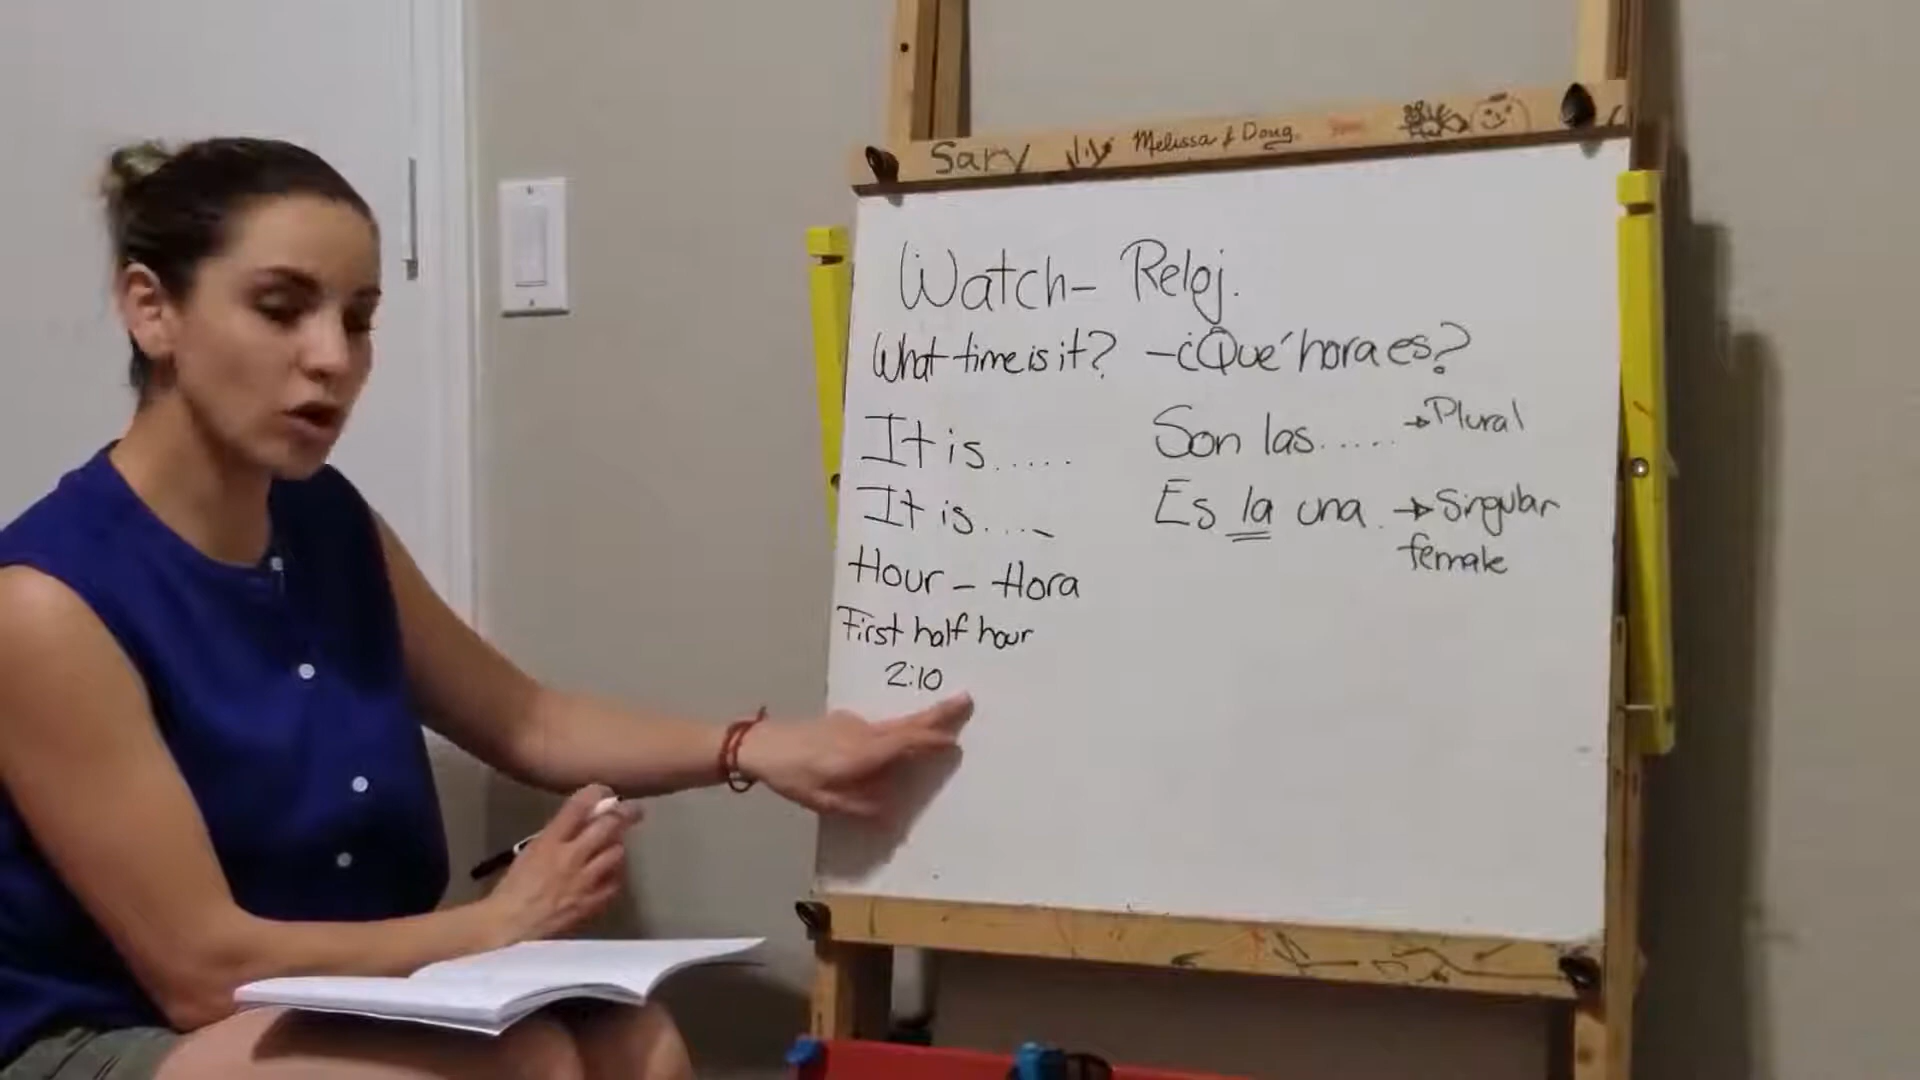 Sary Melissa & Doug
Watch - Reloj.
What time is it? - ¿Qué hora es?
It is..... Son las...... → Plural
It is.... Es la una. → Singular female
Hour - Hora
First half hour
2:10